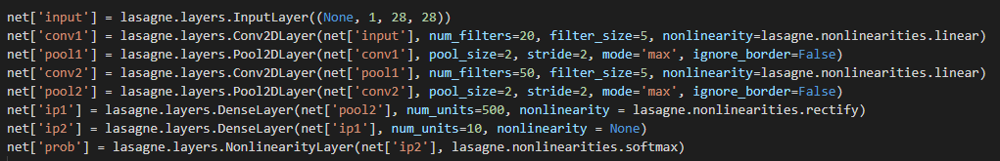 net['input'] = lasagne.layers.InputLayer((None, 1, 28, 28))
net['conv1'] = lasagne.layers.Conv2DLayer(net['input'], num_filters=20, filter_size=5, nonlinearity=lasagne.nonlinearities.linear)
net['pool1'] = lasagne.layers.Pool2DLayer(net['conv1'], pool_size=2, stride=2, mode='max', ignore_border=False)
net['conv2'] = lasagne.layers.Conv2DLayer(net['pool1'], num_filters=50, filter_size=5, nonlinearity=lasagne.nonlinearities.linear)
net['pool2'] = lasagne.layers.Pool2DLayer(net['conv2'], pool_size=2, stride=2, mode='max', ignore_border=False)
net['ip1'] = lasagne.layers.DenseLayer(net['pool2'], num_units=500, nonlinearity = lasagne.nonlinearities.rectify)
net['ip2'] = lasagne.layers.DenseLayer(net['ip1'], num_units=10, nonlinearity = None)
net['prob'] = lasagne.layers.NonlinearityLayer(net['ip2'], lasagne.nonlinearities.softmax)